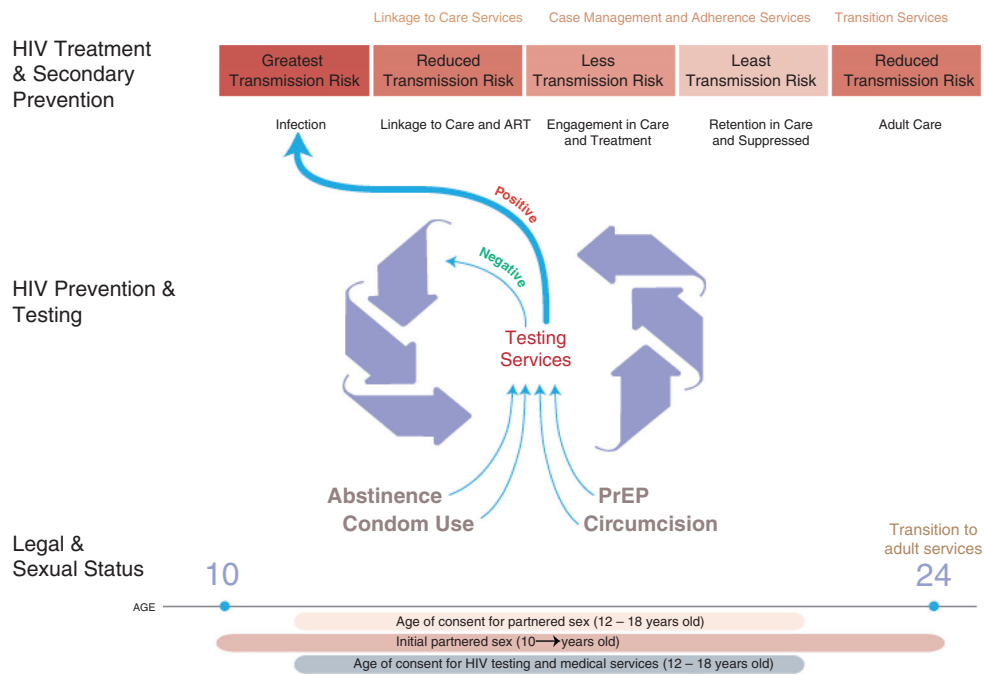 Linkage to Care Services
Case Management and Adherence Services
Transition Services
HIV Treatment
& Secondary
Prevention
Greatest
Transmission Risk
Reduced
Transmission Risk
Less
Transmission Risk
Least
Transmission Risk
Reduced
Transmission Risk
Infection
Linkage to Care and ART
Engagement in Care
and Treatment
Retention in Care
and Suppressed
Adult Care
Positive
Negative
HIV Prevention &
Testing
Testing
Services
Abstinence
Condom Use
PrEP
Circumcision
Legal &
Sexual Status
Transition to
adult services
10
24
AGE
Age of consent for partnered sex (12 – 18 years old)
Initial partnered sex (10→years old)
Age of consent for HIV testing and medical services (12 – 18 years old)